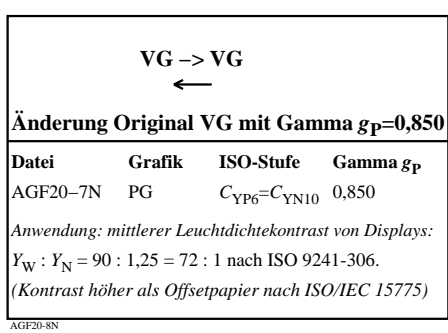 VG –> VG
←
Änderung Original VG mit Gamma gP=0,850
Datei Grafik ISO-Stufe Gamma gP
AGF20–7N PG CYP6=CYN10 0,850
Anwendung: mittlerer Leuchtdichtekontrast von Displays:
YW : YN = 90 : 1,25 = 72 : 1 nach ISO 9241-306.
(Kontrast höher als Offsetpapier nach ISO/IEC 15775)
AGF20-8N